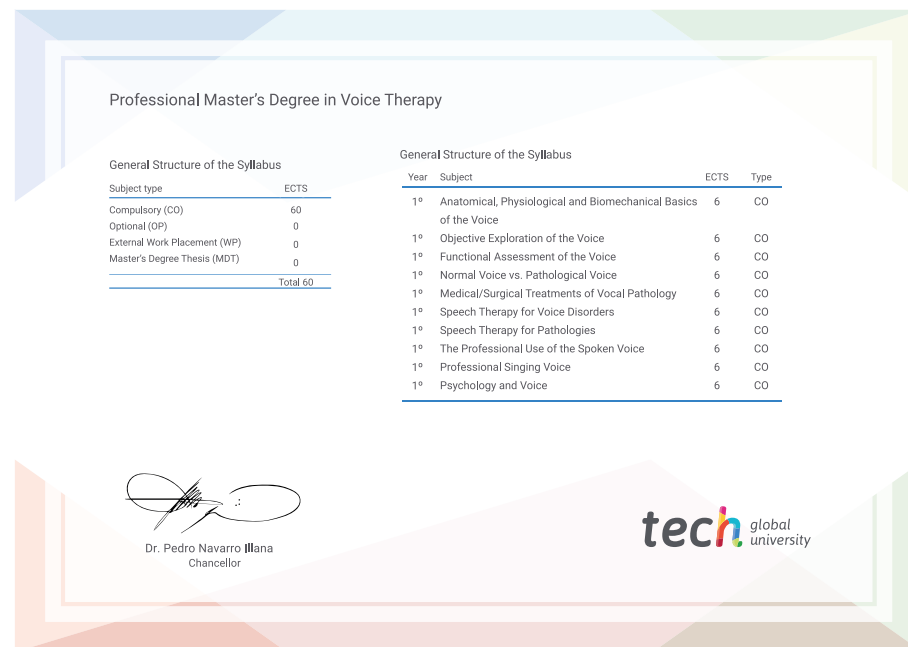 Professional Master's Degree in Voice Therapy
General Structure of the Syllabus
Subject type ECTS
Compulsory (CO) 60
Optional (OP) 0
External Work Placement (WP) 0
Master's Degree Thesis (MDT) 0
Total 60
General Structure of the Syllabus
Year Subject ECTS Type
1º Anatomical, Physiological and Biomechanical Basics 6 CO
of the Voice
1º Objective Exploration of the Voice 6 CO
1º Functional Assessment of the Voice 6 CO
1º Normal Voice vs. Pathological Voice 6 CO
1º Medical/Surgical Treatments of Vocal Pathology 6 CO
1º Speech Therapy for Voice Disorders 6 CO
1º Speech Therapy for Pathologies 6 CO
1º The Professional Use of the Spoken Voice 6 CO
1º Professional Singing Voice 6 CO
1º Psychology and Voice 6 CO
Dr. Pedro Navarro Illana
Chancellor
tech global
university